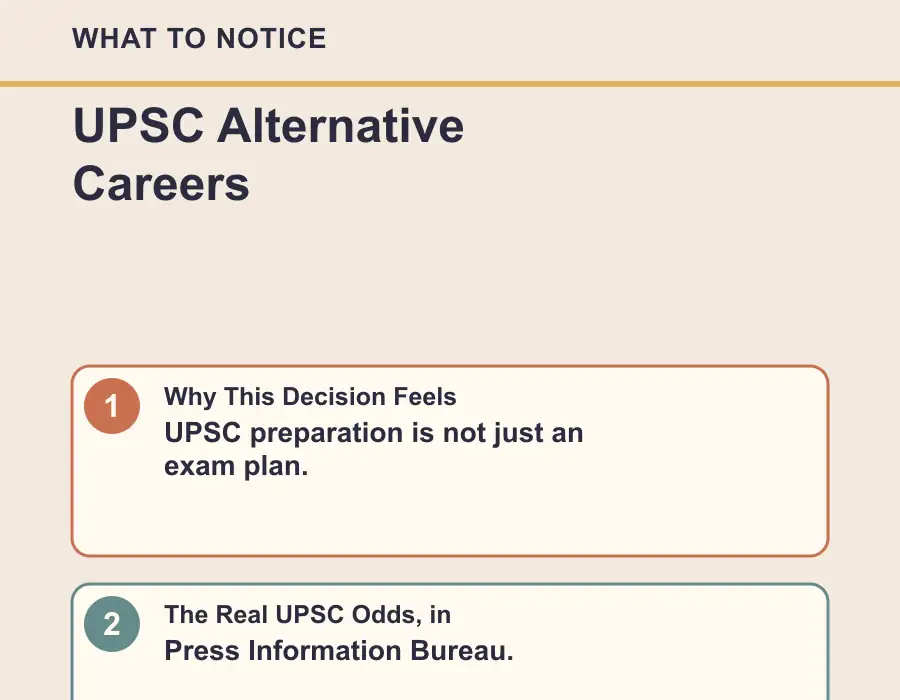 WHAT TO NOTICE
UPSC Alternative
Careers
1
Why This Decision Feels
UPSC preparation is not just an
exam plan.
2
The Real UPSC Odds, in
Press Information Bureau.